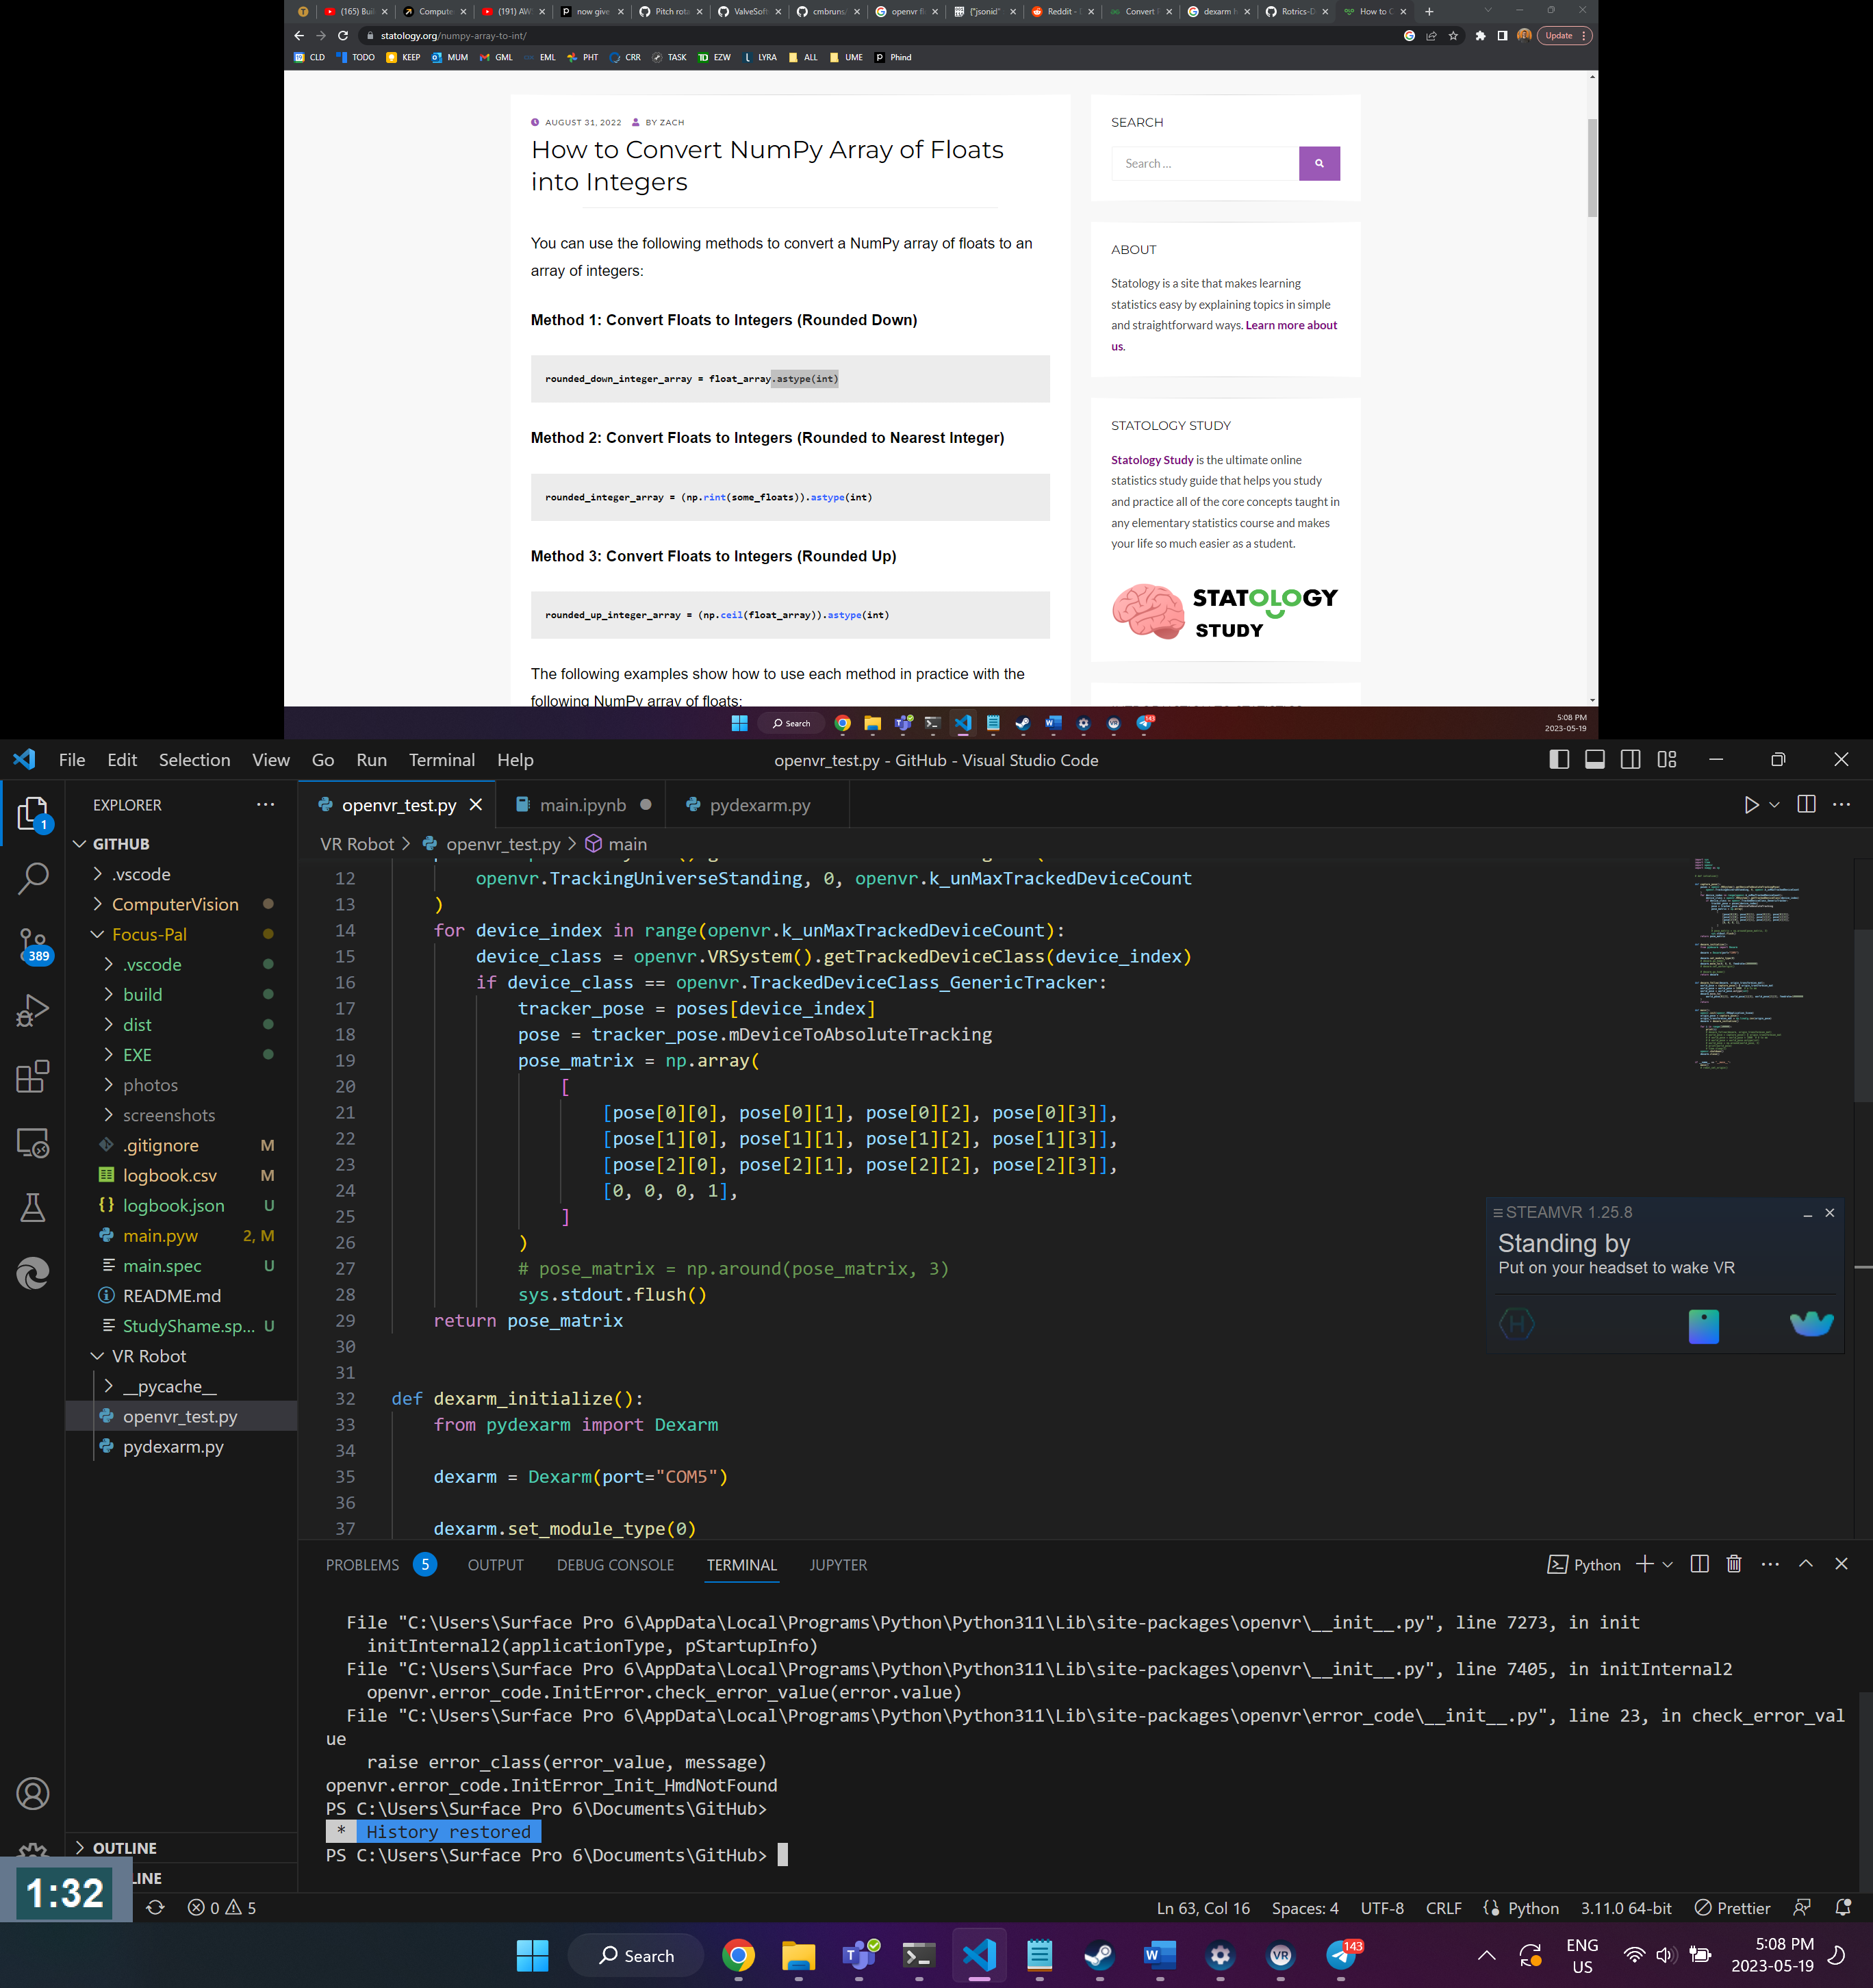 (165) Bui
Compute
(191) AW
now give
Pitch rot
ValveSoft
cmbruns/
openvr fl
{"jsonid"
Reddit -
Convert
dexarm
Rotrics-D
How to C
statology.org/numpy-array-to-int/
Update
CLD TODO KEEP MUM GML EML PHT CRR TASK EZW LYRA ALL UME Phind
AUGUST 31, 2022 BY ZACH
How to Convert NumPy Array of Floats
into Integers
You can use the following methods to convert a NumPy array of floats to an
array of integers:
Method 1: Convert Floats to Integers (Rounded Down)
rounded_down_integer_array = float_array.astype(int)
Method 2: Convert Floats to Integers (Rounded to Nearest Integer)
rounded_integer_array = (np.rint(some_floats)).astype(int)
Method 3: Convert Floats to Integers (Rounded Up)
rounded_up_integer_array = (np.ceil(float_array)).astype(int)
The following examples show how to use each method in practice with the
following NumPy array of floats:
SEARCH
Search ...
ABOUT
Statology is a site that makes learning
statistics easy by explaining topics in simple
and straightforward ways. Learn more about
us.
STATOLOGY STUDY
Statology Study is the ultimate online
statistics study guide that helps you study
and practice all of the core concepts taught in
any elementary statistics course and makes
your life so much easier as a student.
STATOLOGY
STUDY
Search
143
5:08 PM
2023-05-19
File Edit Selection View Go Run Terminal Help
openvr_test.py - GitHub - Visual Studio Code
EXPLORER
1
389
GITHUB
.vscode
ComputerVision
Focus-Pal
.vscode
build
dist
EXE
photos
screenshots
.gitignore M
logbook.csv M
logbook.json U
main.pyw 2, M
main.spec U
README.md
StudyShame.sp... U
VR Robot
__pycache__
openvr_test.py
pydexarm.py
OUTLINE
LINE
openvr_test.py
main.ipynb
pydexarm.py
VR Robot > openvr_test.py > main
12 openvr.TrackingUniverseStanding, 0, openvr.k_unMaxTrackedDeviceCount
13 )
14 for device_index in range(openvr.k_unMaxTrackedDeviceCount):
15 device_class = openvr.VRSystem().getTrackedDeviceClass(device_index)
16 if device_class == openvr.TrackedDeviceClass_GenericTracker:
17 tracker_pose = poses[device_index]
18 pose = tracker_pose.mDeviceToAbsoluteTracking
19 pose_matrix = np.array(
20 [
21 [pose[0][0], pose[0][1], pose[0][2], pose[0][3]],
22 [pose[1][0], pose[1][1], pose[1][2], pose[1][3]],
23 [pose[2][0], pose[2][1], pose[2][2], pose[2][3]],
24 [0, 0, 0, 1],
25 ]
26 )
27 # pose_matrix = np.around(pose_matrix, 3)
28 sys.stdout.flush()
29 return pose_matrix
30
31
32 def dexarm_initialize():
33 from pydexarm import Dexarm
34
35 dexarm = Dexarm(port="COM5")
36
37 dexarm.set_module_type(0)
STEAMVR 1.25.8
Standing by
Put on your headset to wake VR
PROBLEMS 5 OUTPUT DEBUG CONSOLE TERMINAL JUPYTER
Python
File "C:\Users\Surface Pro 6\AppData\Local\Programs\Python\Python311\Lib\site-packages\openvr\__init__.py", line 7273, in init
initInternal2(applicationType, pStartupInfo)
File "C:\Users\Surface Pro 6\AppData\Local\Programs\Python\Python311\Lib\site-packages\openvr\__init__.py", line 7405, in initInternal2
openvr.error_code.InitError.check_error_value(error.value)
File "C:\Users\Surface Pro 6\AppData\Local\Programs\Python\Python311\Lib\site-packages\openvr\error_code\__init__.py", line 23, in check_error_val
ue
raise error_class(error_value, message)
openvr.error_code.InitError_Init_HmdNotFound
PS C:\Users\Surface Pro 6\Documents\GitHub>
* History restored
PS C:\Users\Surface Pro 6\Documents\GitHub>
1:32
0 5
Ln 63, Col 16 Spaces: 4 UTF-8 CRLF Python 3.11.0 64-bit Prettier
Search
143
ENG
US
5:08 PM
2023-05-19